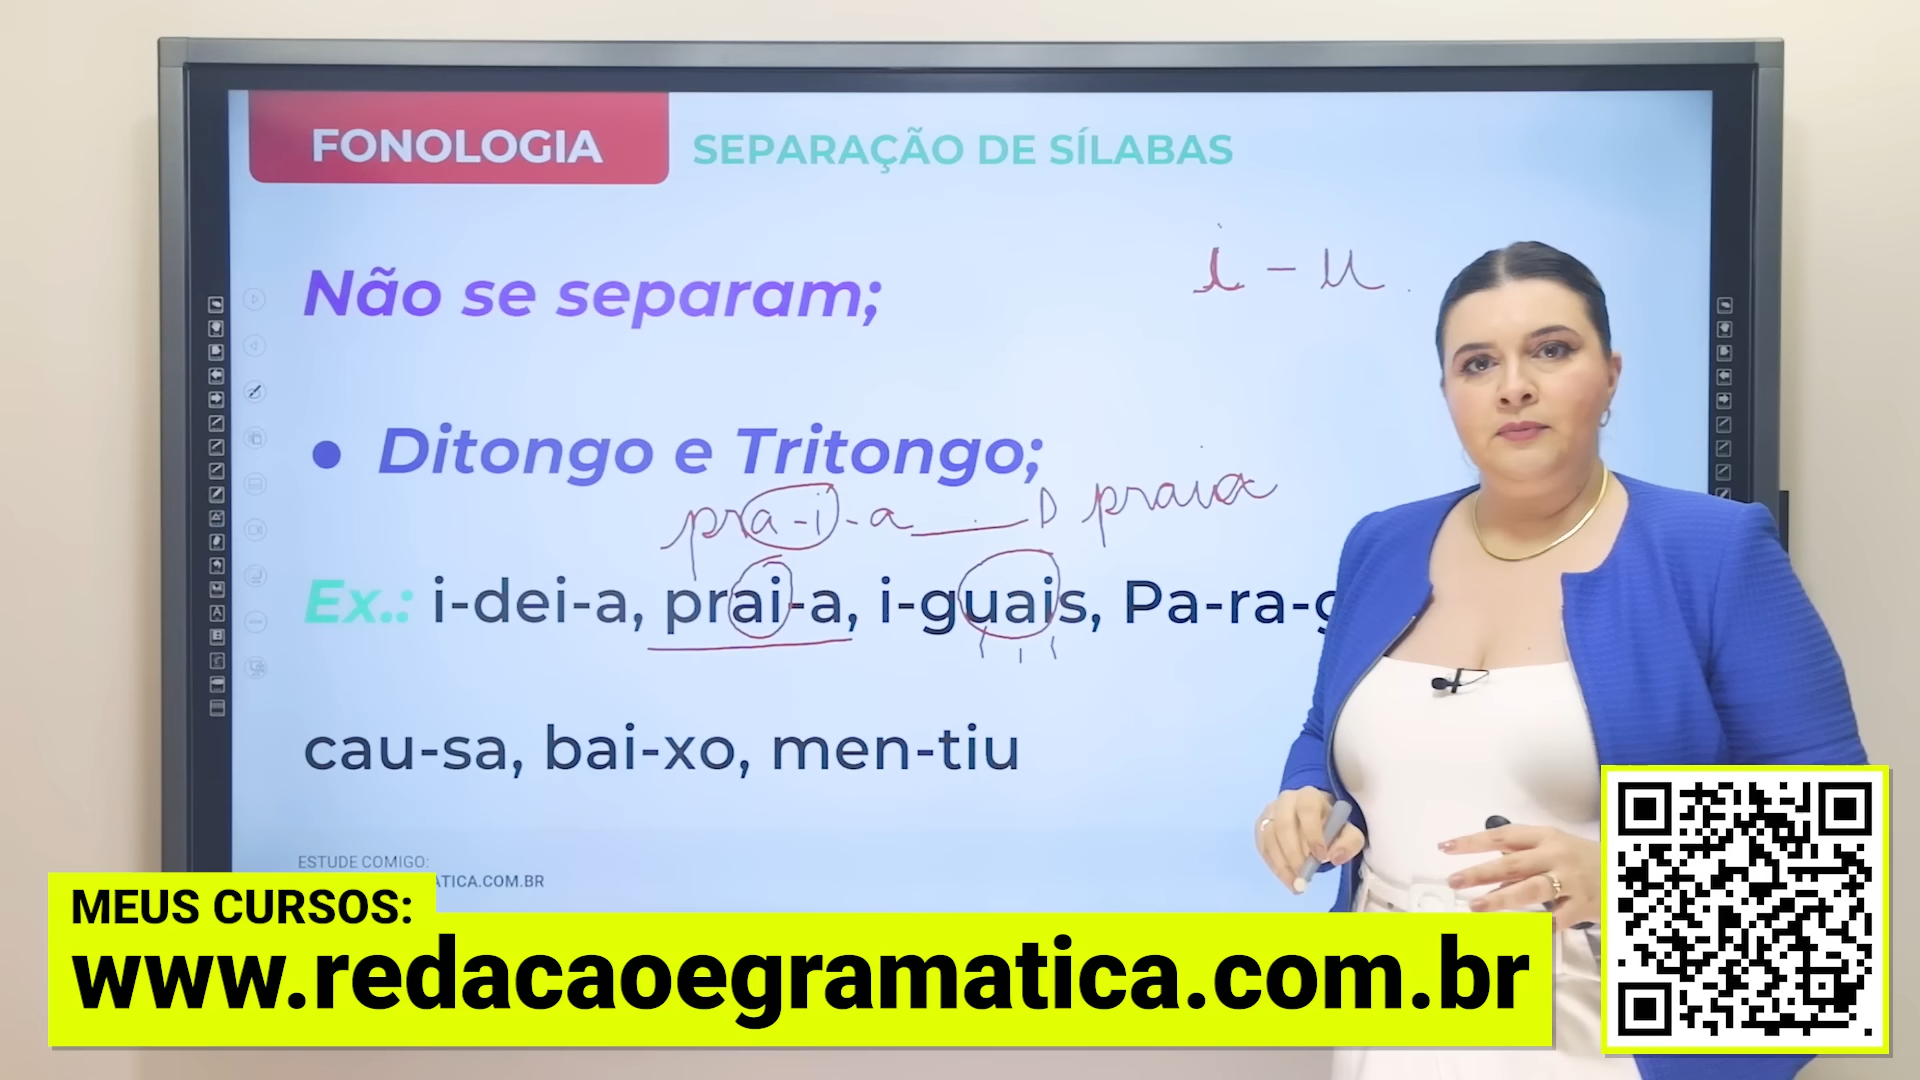 FONOLOGIA SEPARAÇÃO DE SÍLABAS
i - u
Não se separam;
• Ditongo e Tritongo;
pra-i-a praia
Ex.: i-dei-a, prai-a, i-guais, Pa-ra-
cau-sa, bai-xo, men-tiu
ESTUDE COMIGO:
ATICA.COM.BR
MEUS CURSOS:
www.redacaoegramatica.com.br